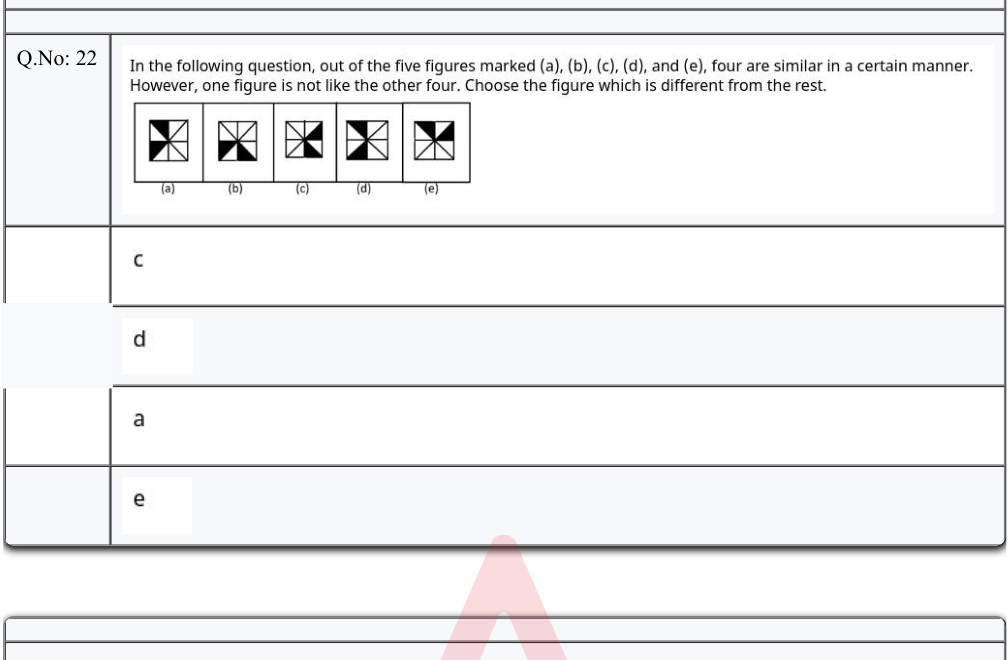 Q.No: 22
In the following question, out of the five figures marked (a), (b), (c), (d), and (e), four are similar in a certain manner.
However, one figure is not like the other four. Choose the figure which is different from the rest.
(a) (b) (c) (d) (e)
c
d
a
e